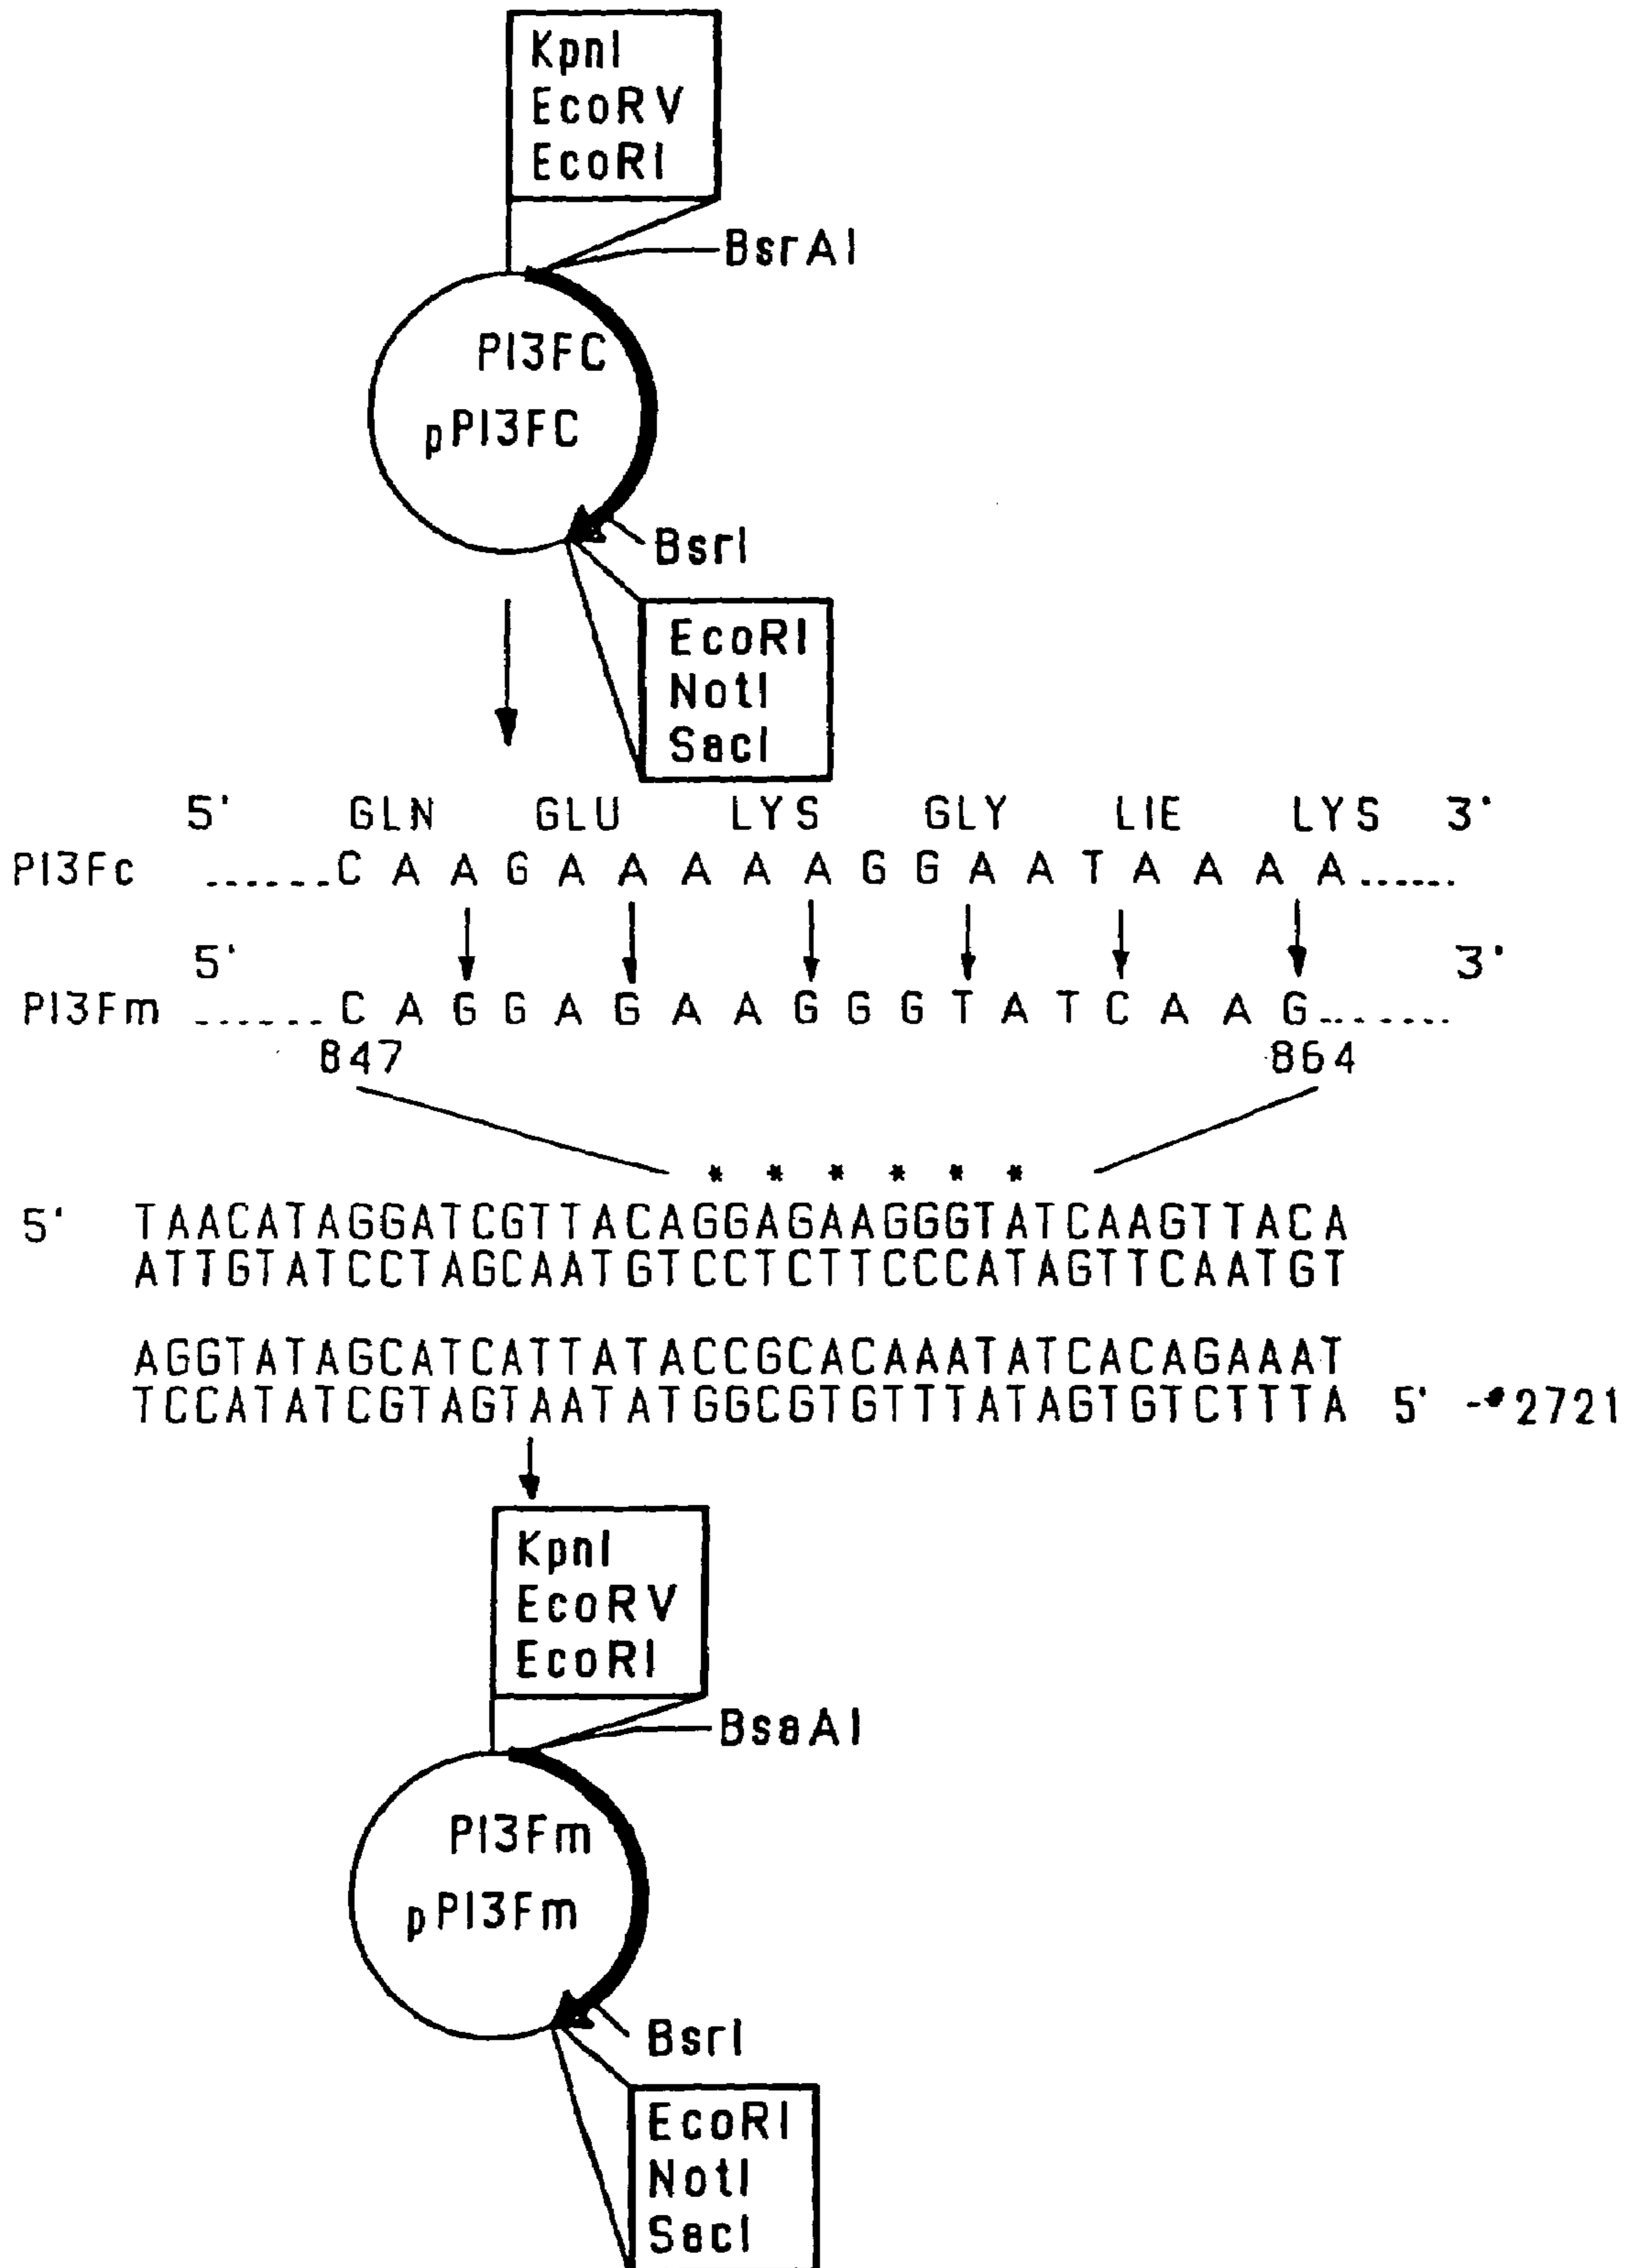 KpnI
EcoRV
EcoRI
BsrAI
PI3FC
pPI3FC
BsrI
EcoRI
NotI
SacI
5' GLN GLU LYS GLY LIE LYS 3'
PI3Fc ......C A A G A A A A A G G A A T A A A A......
5' 3'
PI3Fm ......C A G G A G A A G G G T A T C A A G.......
847 864
* * * * * *
5' TAACATAGGATCGTTACAGGAGAAGGGTATCAAGTTACA
ATTGTATCCTAGCAATGTCCTCTTCCCATAGTTCAATGT
AGGTATAGCATCATTATACCGCACAAATATCACAGAAAT
TCCATATCGTAGTAATATGGCGTGTTTATAGTGTCTTTA 5' -#2721
KpnI
EcoRV
EcoRI
BsaAI
PI3Fm
pPI3Fm
BsrI
EcoRI
NotI
SacI